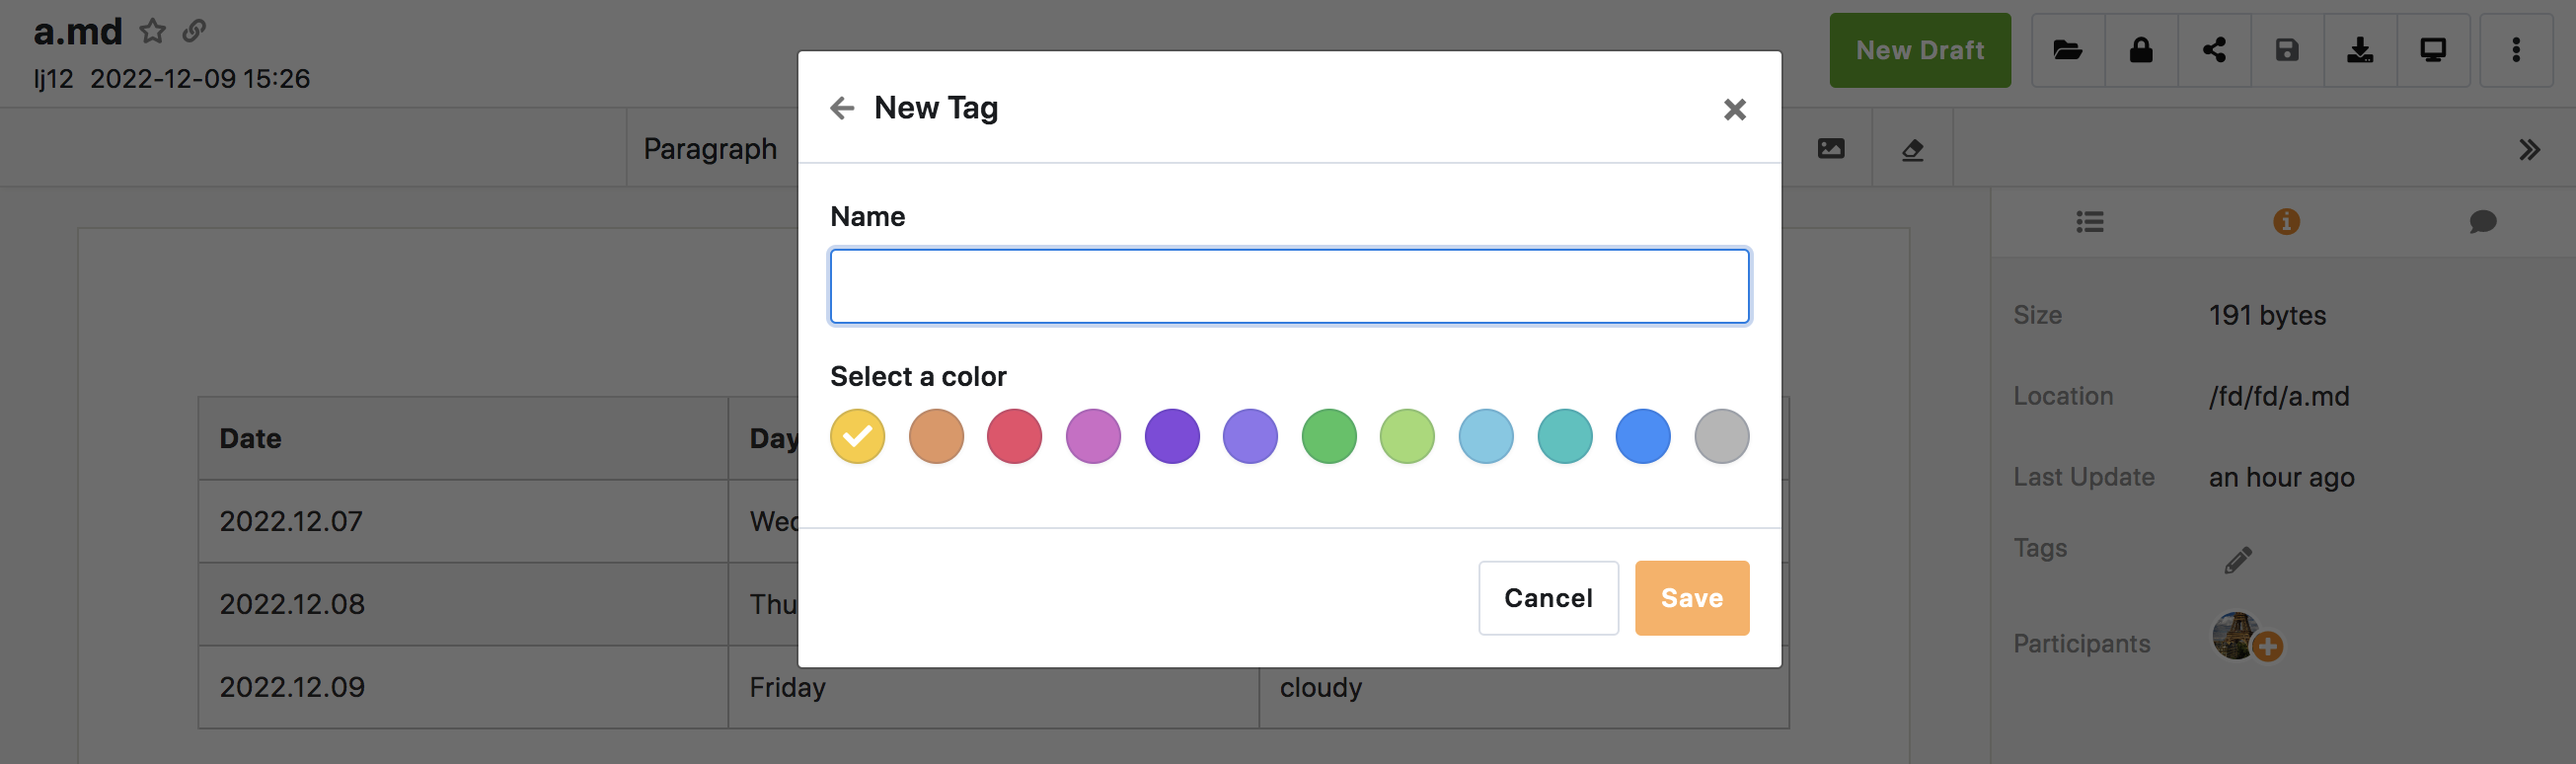 a.md
lj12 2022-12-09 15:26
New Draft
Paragraph
New Tag
Name
Select a color
Cancel
Save
Date
Day
2022.12.07
Wed
2022.12.08
Thu
2022.12.09
Friday
cloudy
Size
191 bytes
Location
/fd/fd/a.md
Last Update
an hour ago
Tags
Participants